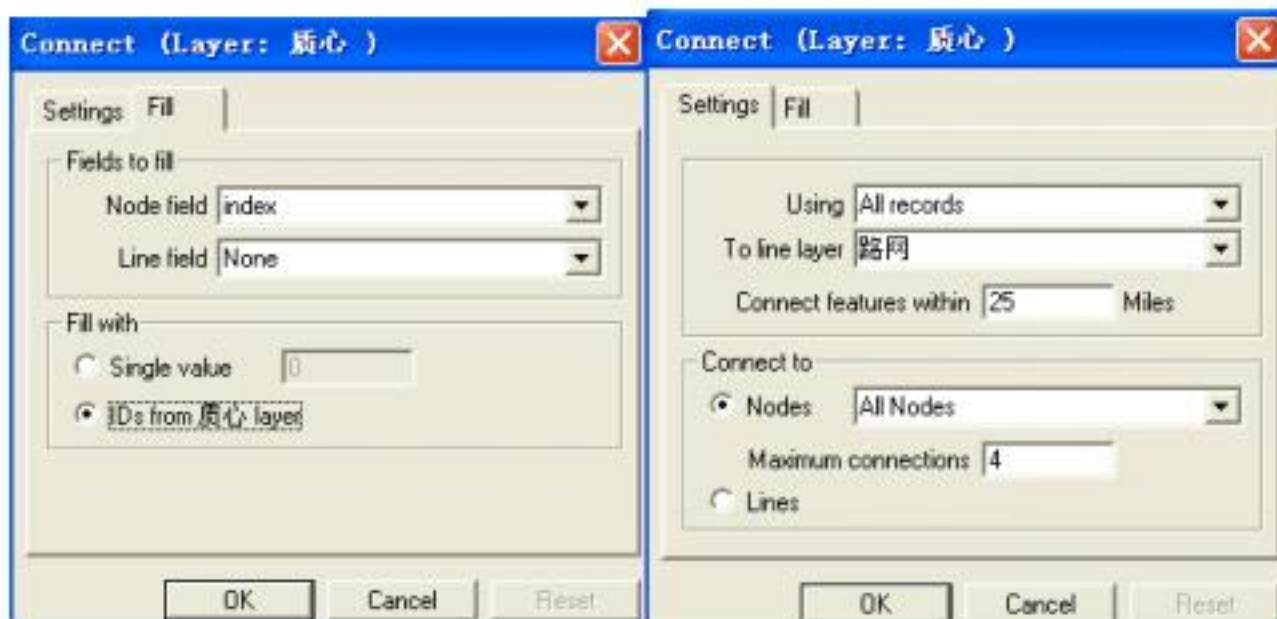 Connect (Layer: 质心 )
Settings Fill
Fields to fill
Node field index
Line field None
Fill with
Single value 0
IDs from 质心 layer
OK Cancel Reset
Connect (Layer: 质心 )
Settings Fill
Using All records
To line layer 路网
Connect features within 25 Miles
Connect to
Nodes All Nodes
Maximum connections 4
Lines
OK Cancel Reset